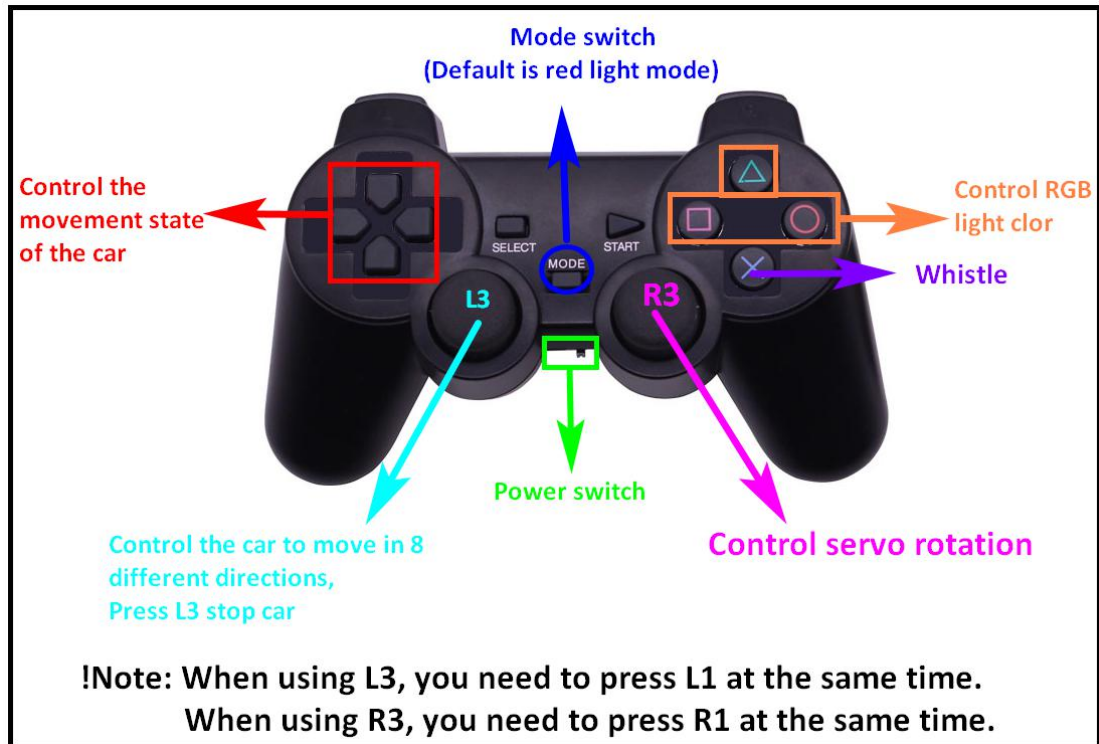 Mode switch
(Default is red light mode)
Control the
movement state
of the car
Control RGB
light clor
SELECT
START
MODE
Whistle
L3
R3
Power switch
Control the car to move in 8
different directions,
Press L3 stop car
Control servo rotation
!Note: When using L3, you need to press L1 at the same time.
When using R3, you need to press R1 at the same time.